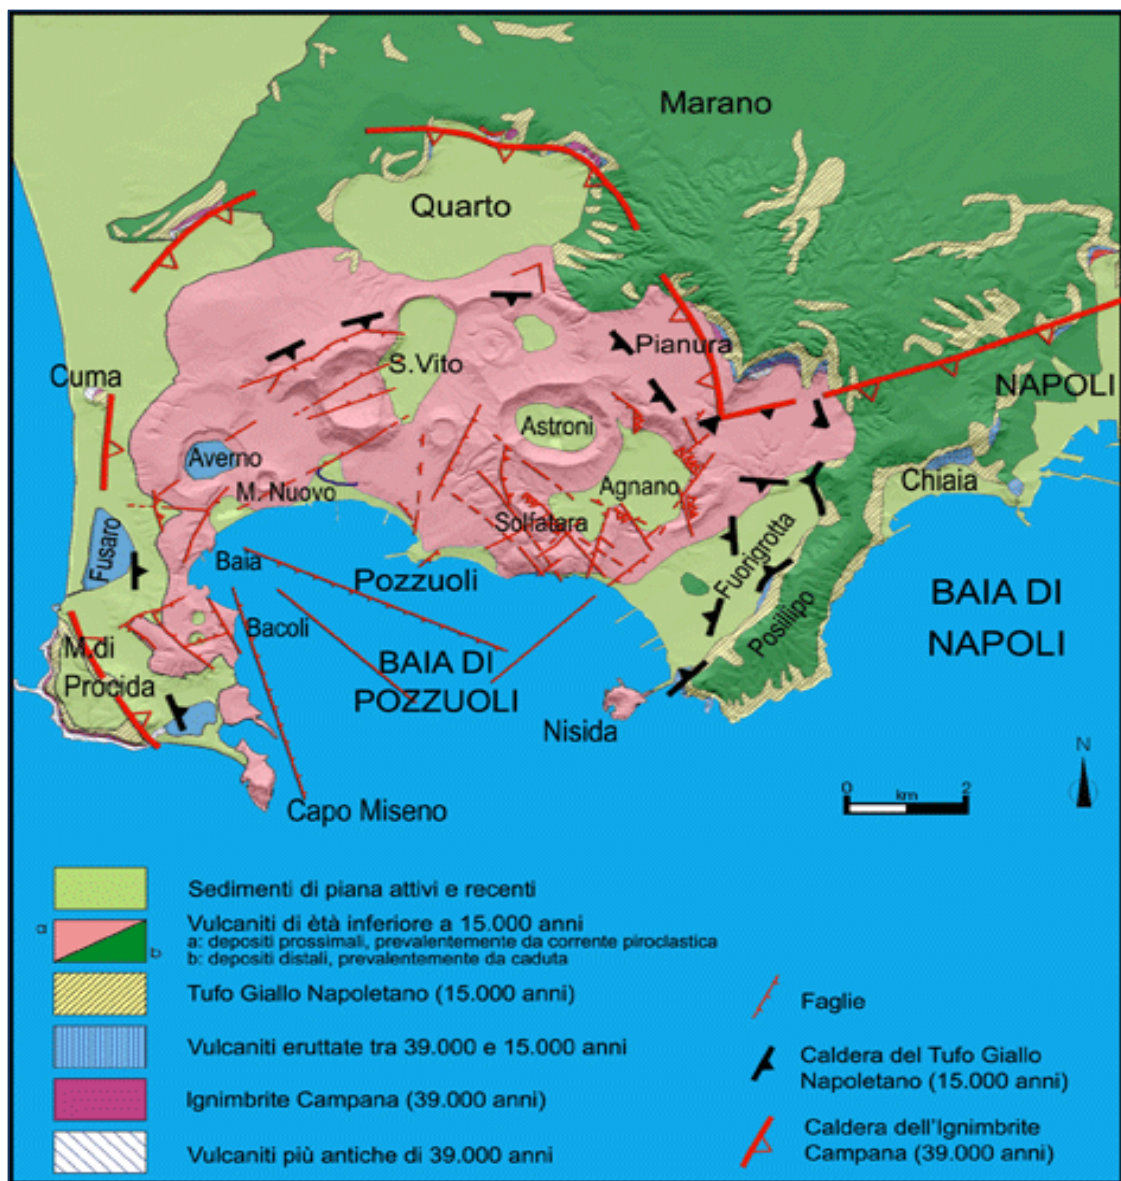 Marano
Quarto
Pianura
S.Vito
Cuma
NAPOLI
Astroni
Averno
Chiaia
Agnano
M. Nuovo
Solfatara
Fusaro
Fuorigrotta
Baia
Pozzuoli
BAIA DI
NAPOLI
Posillipo
Bacoli
M.di
Procida
BAIA DI
POZZUOLI
Nisida
N
0 km 2
Capo Miseno
Sedimenti di piana attivi e recenti
a
b
Vulcaniti di ètà inferiore a 15.000 anni
a: depositi prossimali, prevalentemente da corrente piroclastica
b: depositi distali, prevalentemente da caduta
Tufo Giallo Napoletano (15.000 anni)
Vulcaniti eruttate tra 39.000 e 15.000 anni
Ignimbrite Campana (39.000 anni)
Vulcaniti più antiche di 39.000 anni
Faglie
Caldera del Tufo Giallo
Napoletano (15.000 anni)
Caldera dell'Ignimbrite
Campana (39.000 anni)